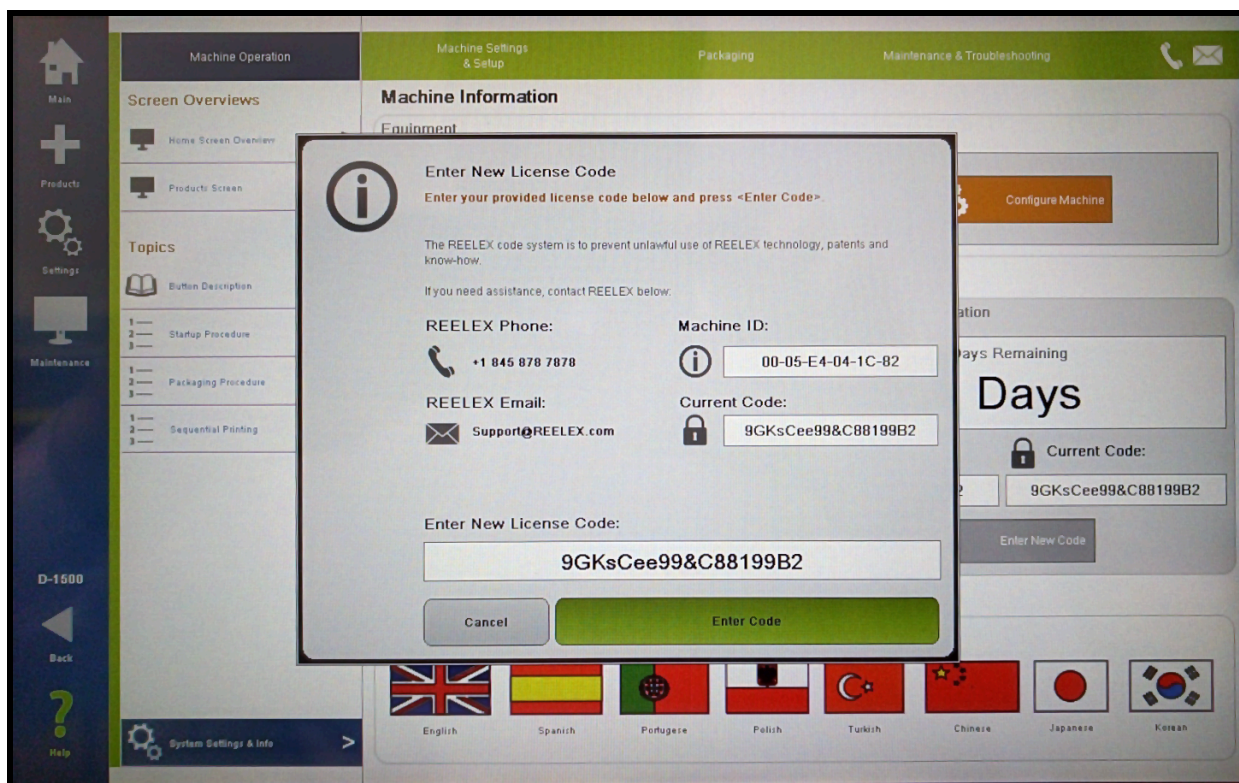 Main
Products
Settings
Maintenance
D-1500
Back
Help
Machine Operation
Machine Settings
& Setup
Packaging
Maintenance & Troubleshooting
Screen Overviews
Home Screen Overview
Products Screen
Topics
Button Description
Startup Procedure
Packaging Procedure
Sequential Printing
System Settings & Info >
Machine Information
Equipment
Configure Machine
Enter New License Code
Enter your provided license code below and press <Enter Code>.
The REELEX code system is to prevent unlawful use of REELEX technology, patents and
know-how.
If you need assistance, contact REELEX below:
REELEX Phone:
+1 845 878 7878
Machine ID:
00-05-E4-04-1C-82
REELEX Email:
Support@REELEX.com
Current Code:
9GKsCee99&C88199B2
Enter New License Code:
9GKsCee99&C88199B2
Cancel
Enter Code
ation
ays Remaining
Days
Current Code:
9GKsCee99&C88199B2
Enter New Code
English
Spanish
Portugese
Polish
Turkish
Chinese
Japanese
Korean